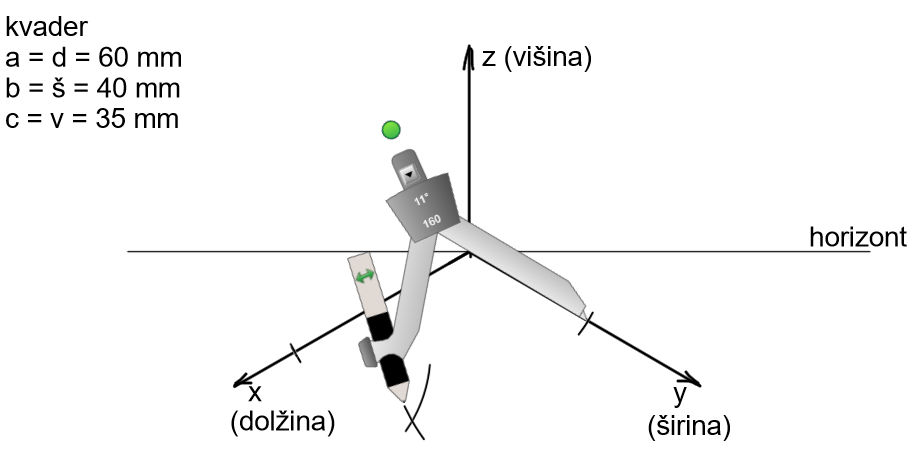 kvader
a = d = 60 mm
b = š = 40 mm
c = v = 35 mm
z (višina)
11°
160
horizont
x
(dolžina)
y
(širina)